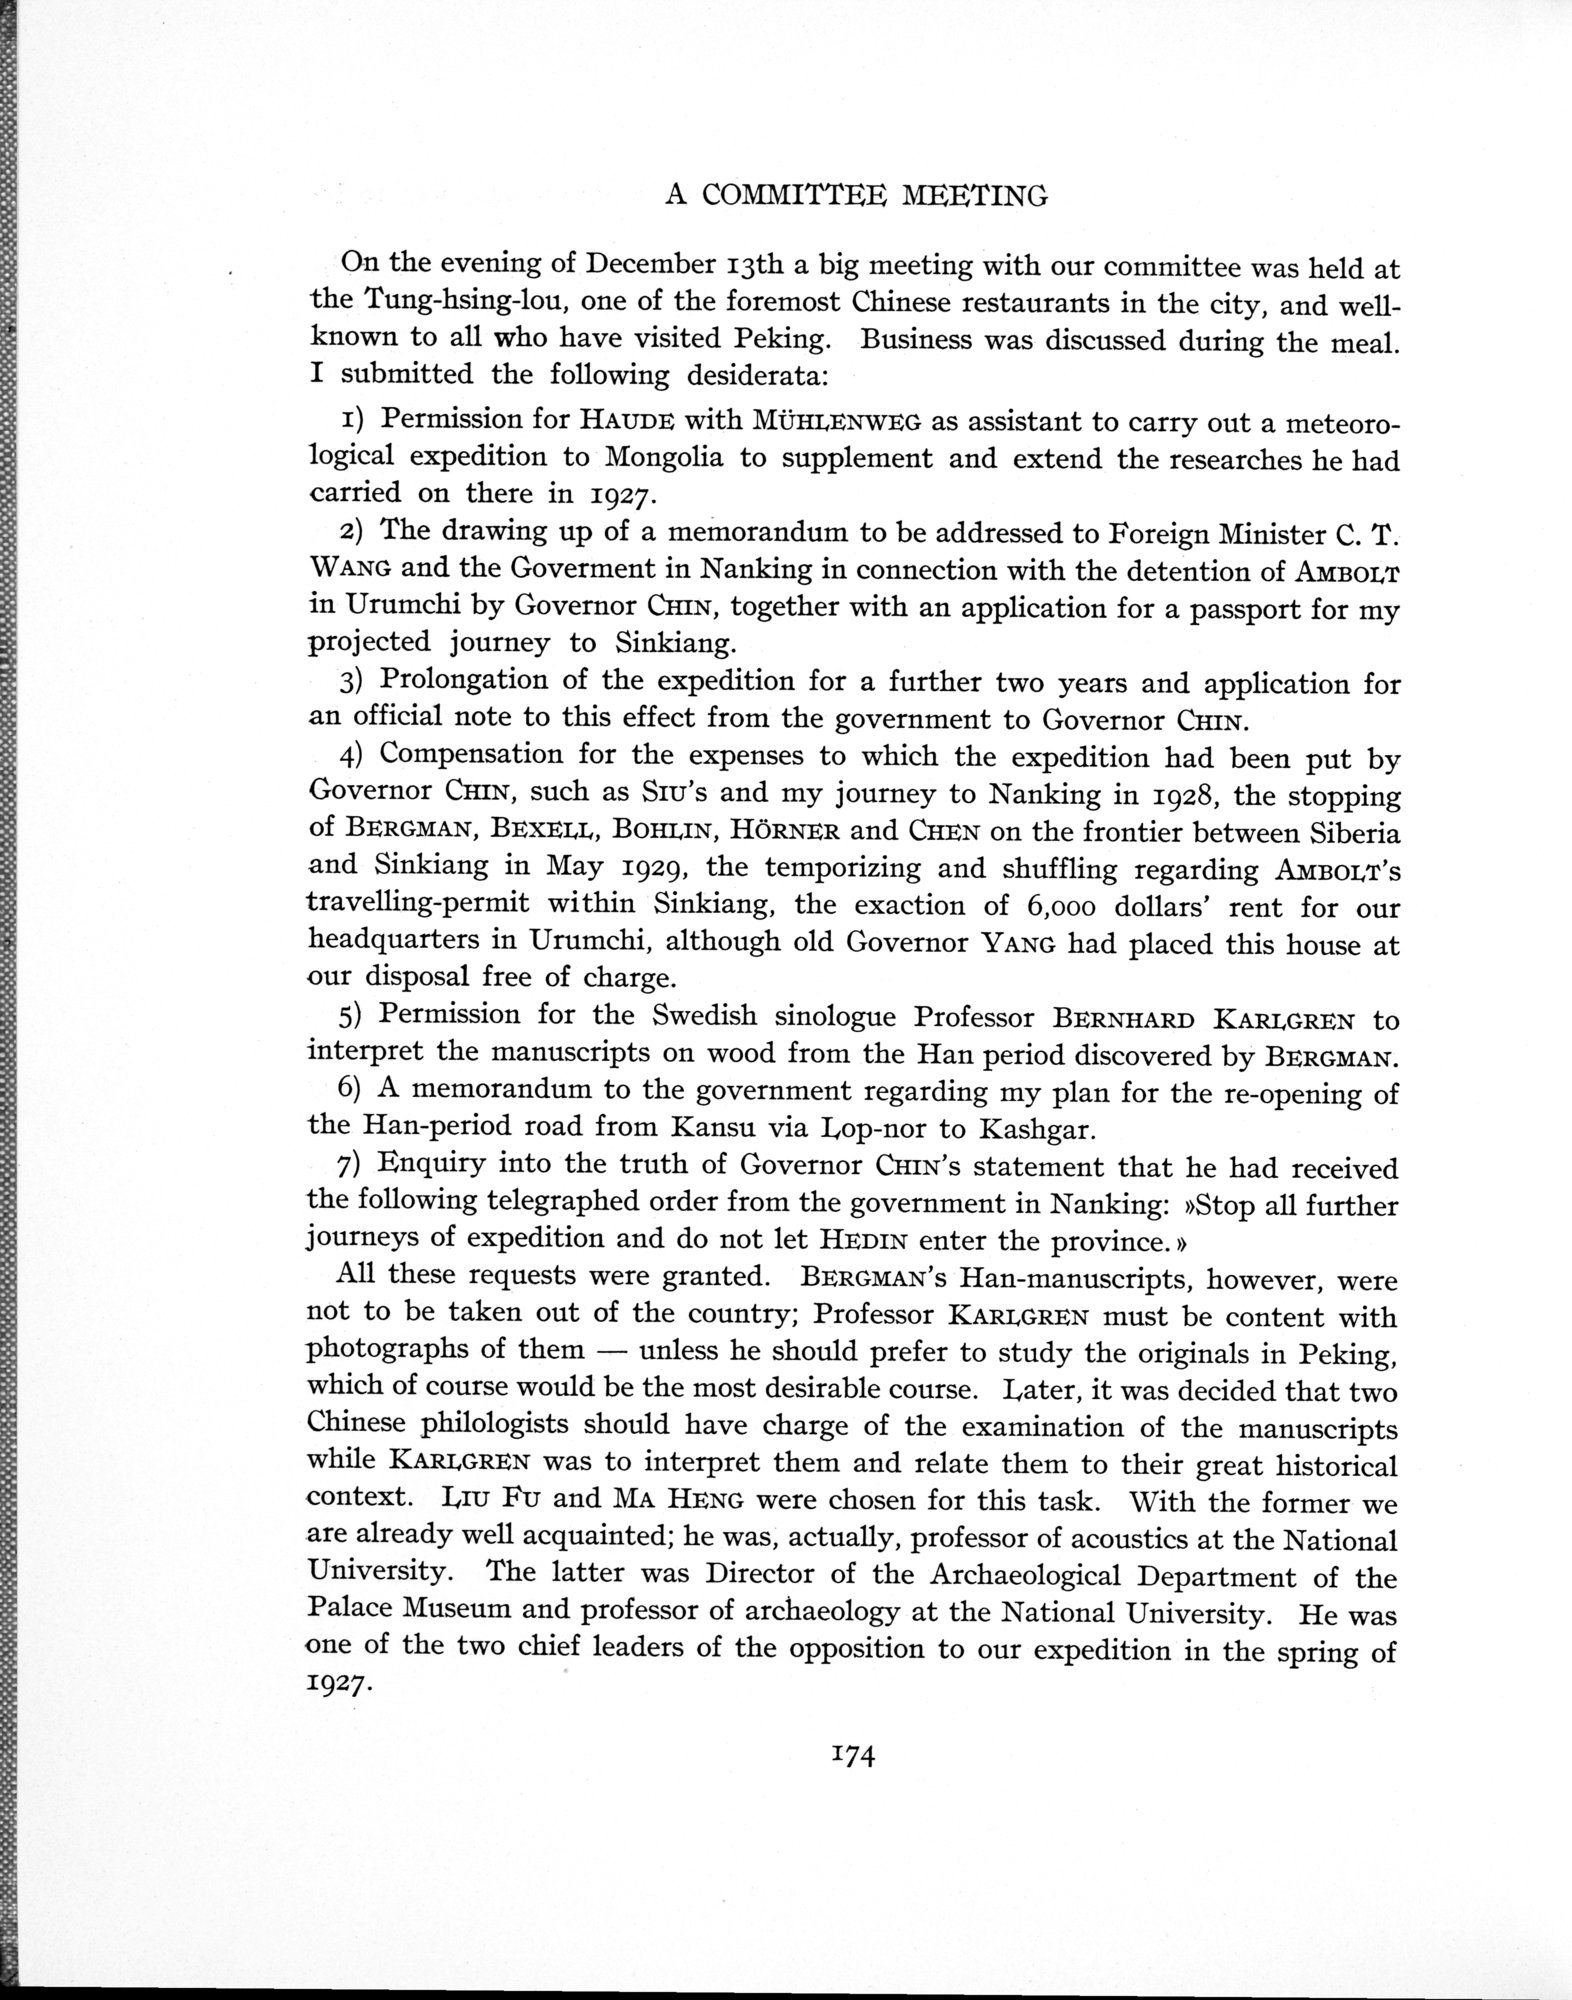 A COMMITTEE MEETING
On the evening of December 13th a big meeting with our committee was held at
the Tung-hsing-lou, one of the foremost Chinese restaurants in the city, and well-
known to all who have visited Peking. Business was discussed during the meal.
I submitted the following desiderata:
1) Permission for HAUDE with MÜHLENWEG as assistant to carry out a meteoro-
logical expedition to Mongolia to supplement and extend the researches he had
carried on there in 1927.
2) The drawing up of a memorandum to be addressed to Foreign Minister C. T.
WANG and the Goverment in Nanking in connection with the detention of AMBOLT
in Urumchi by Governor CHIN, together with an application for a passport for my
projected journey to Sinkiang.
3) Prolongation of the expedition for a further two years and application for
an official note to this effect from the government to Governor CHIN.
4) Compensation for the expenses to which the expedition had been put by
Governor CHIN, such as SIU's and my journey to Nanking in 1928, the stopping
of BERGMAN, BEXELL, BOHLIN, HÖRNER and CHEN on the frontier between Siberia
and Sinkiang in May 1929, the temporizing and shuffling regarding AMBOLT's
travelling-permit within Sinkiang, the exaction of 6,000 dollars' rent for our
headquarters in Urumchi, although old Governor YANG had placed this house at
our disposal free of charge.
5) Permission for the Swedish sinologue Professor BERNHARD KARLGREN to
interpret the manuscripts on wood from the Han period discovered by BERGMAN.
6) A memorandum to the government regarding my plan for the re-opening of
the Han-period road from Kansu via Lop-nor to Kashgar.
7) Enquiry into the truth of Governor CHIN's statement that he had received
the following telegraphed order from the government in Nanking: »Stop all further
journeys of expedition and do not let HEDIN enter the province.»
All these requests were granted. BERGMAN's Han-manuscripts, however, were
not to be taken out of the country; Professor KARLGREN must be content with
photographs of them — unless he should prefer to study the originals in Peking,
which of course would be the most desirable course. Later, it was decided that two
Chinese philologists should have charge of the examination of the manuscripts
while KARLGREN was to interpret them and relate them to their great historical
context. LIU FU and MA HENG were chosen for this task. With the former we
are already well acquainted; he was, actually, professor of acoustics at the National
University. The latter was Director of the Archaeological Department of the
Palace Museum and professor of archaeology at the National University. He was
one of the two chief leaders of the opposition to our expedition in the spring of
1927.
174